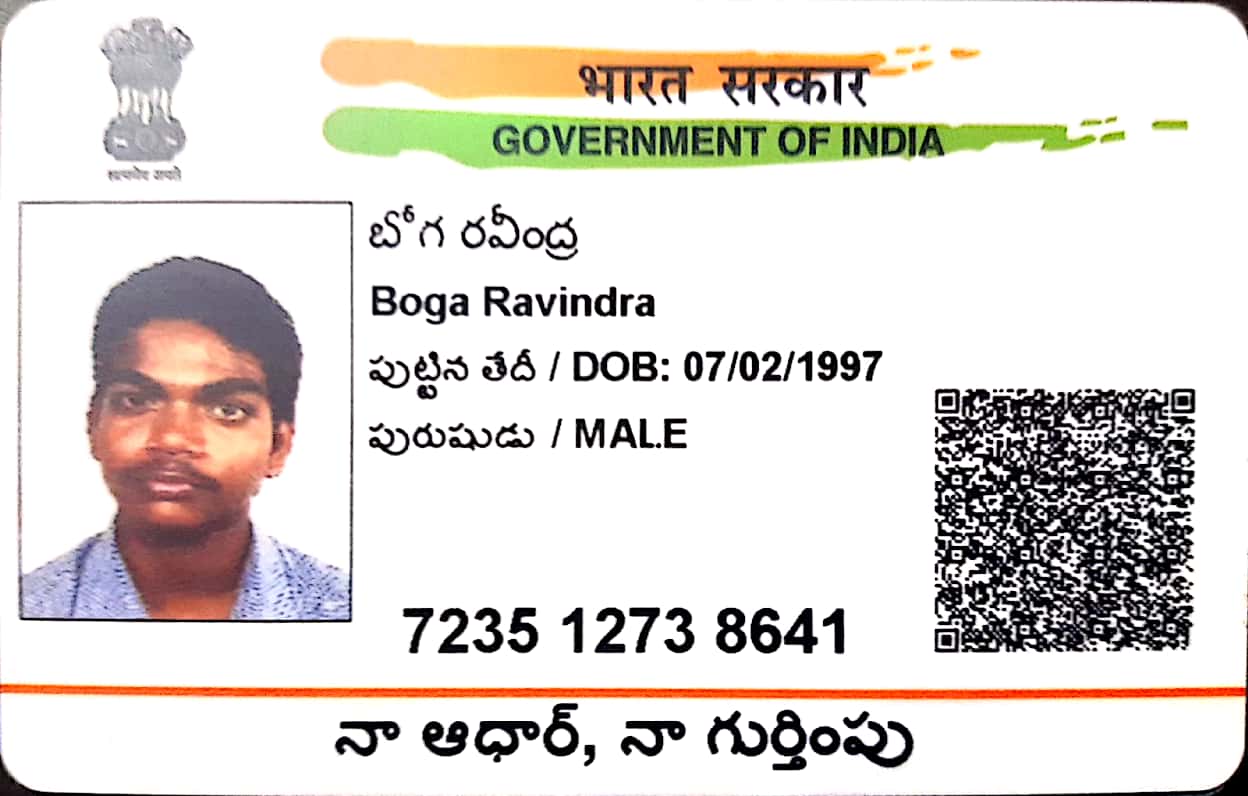 सत्यमेव जयते
भारत सरकार
GOVERNMENT OF INDIA
బోగ రవీంద్ర
Boga Ravindra
పుట్టిన తేదీ / DOB: 07/02/1997
పురుషుడు / MALE
7235 1273 8641
నా ఆధార్, నా గుర్తింపు